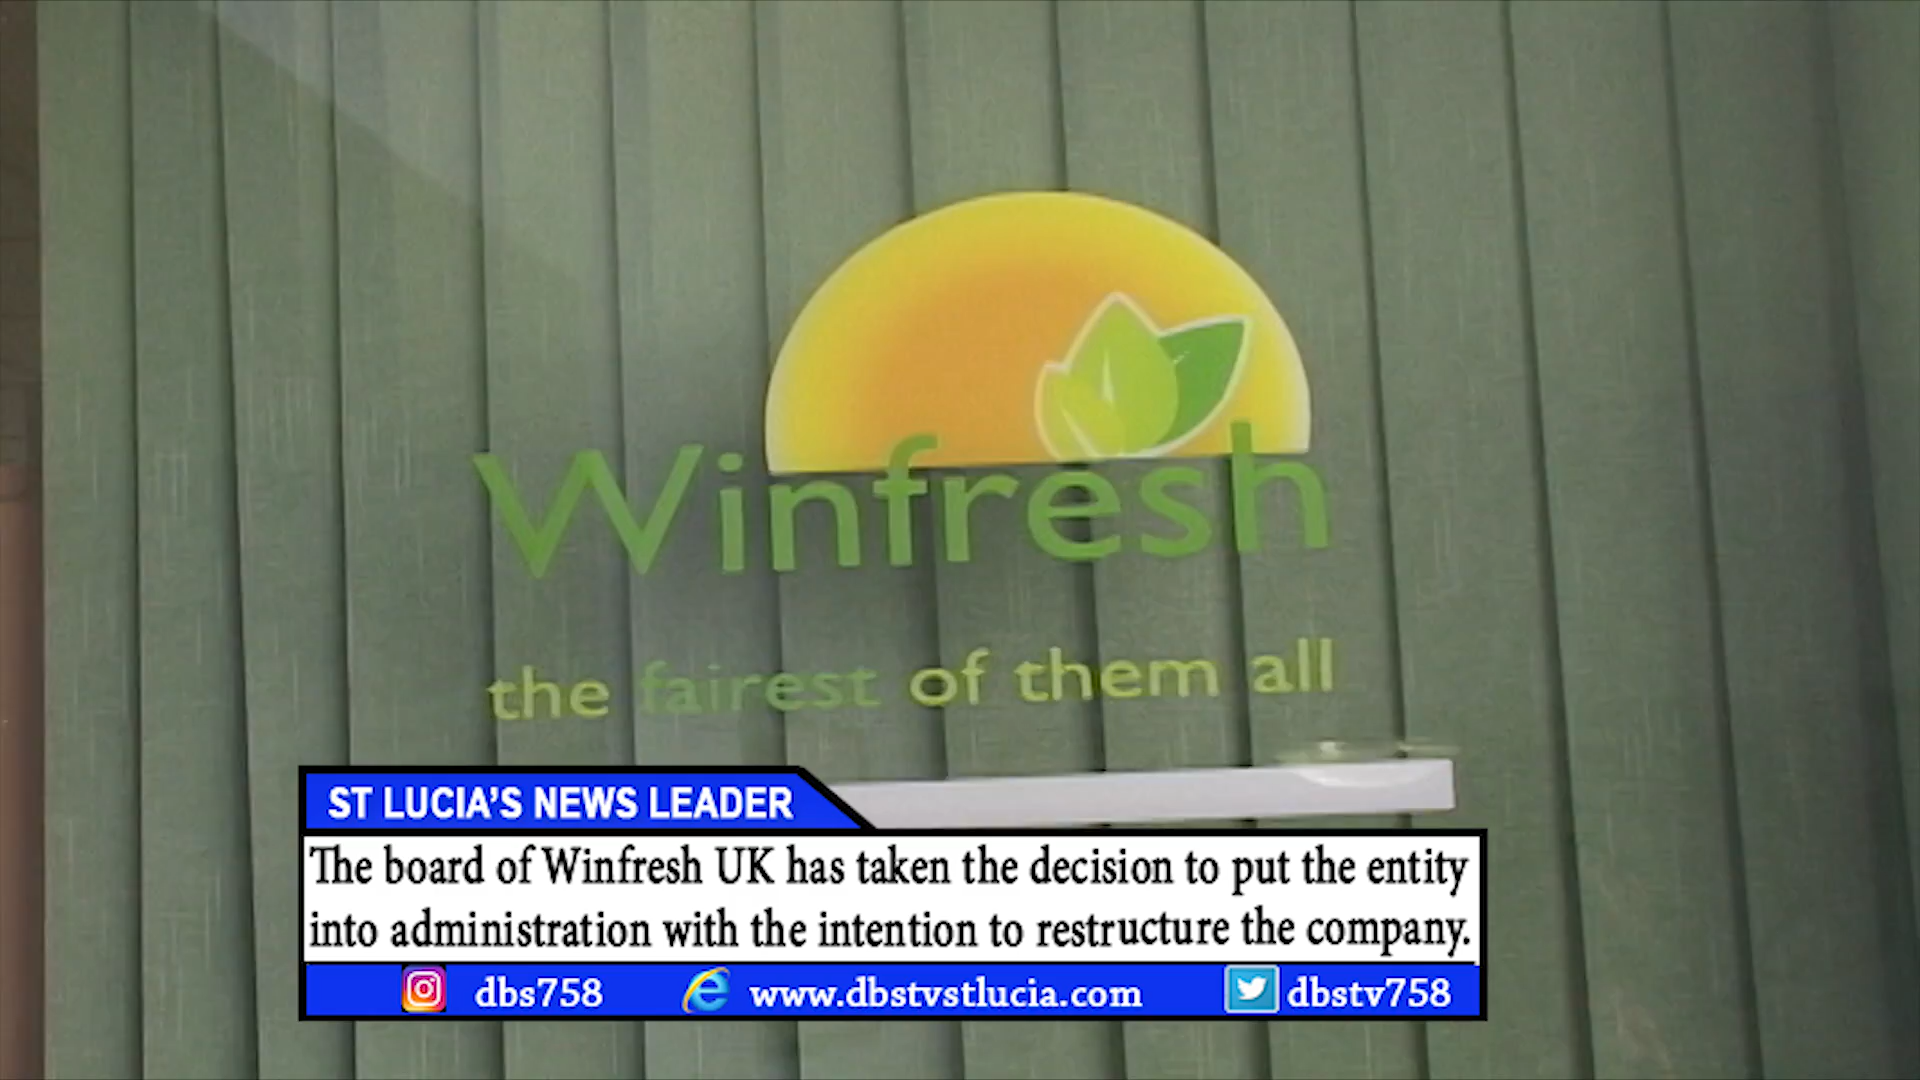 Winfresh
the fairest of them all
ST LUCIA'S NEWS LEADER
The board of Winfresh UK has taken the decision to put the entity
into administration with the intention to restructure the company.
dbs758 www.dbstvstlucia.com dbstv758